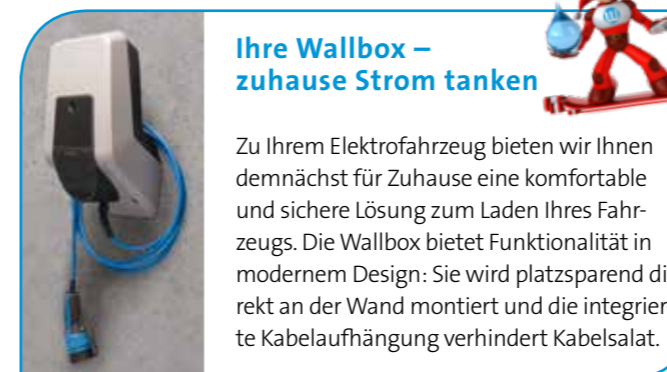 Ihre Wallbox –
zuhause Strom tanken
Zu Ihrem Elektrofahrzeug bieten wir Ihnen
demnächst für Zuhause eine komfortable
und sichere Lösung zum Laden Ihres Fahr-
zeugs. Die Wallbox bietet Funktionalität in
modernem Design: Sie wird platzsparend di
rekt an der Wand montiert und die integrier
te Kabelaufhängung verhindert Kabelsalat.